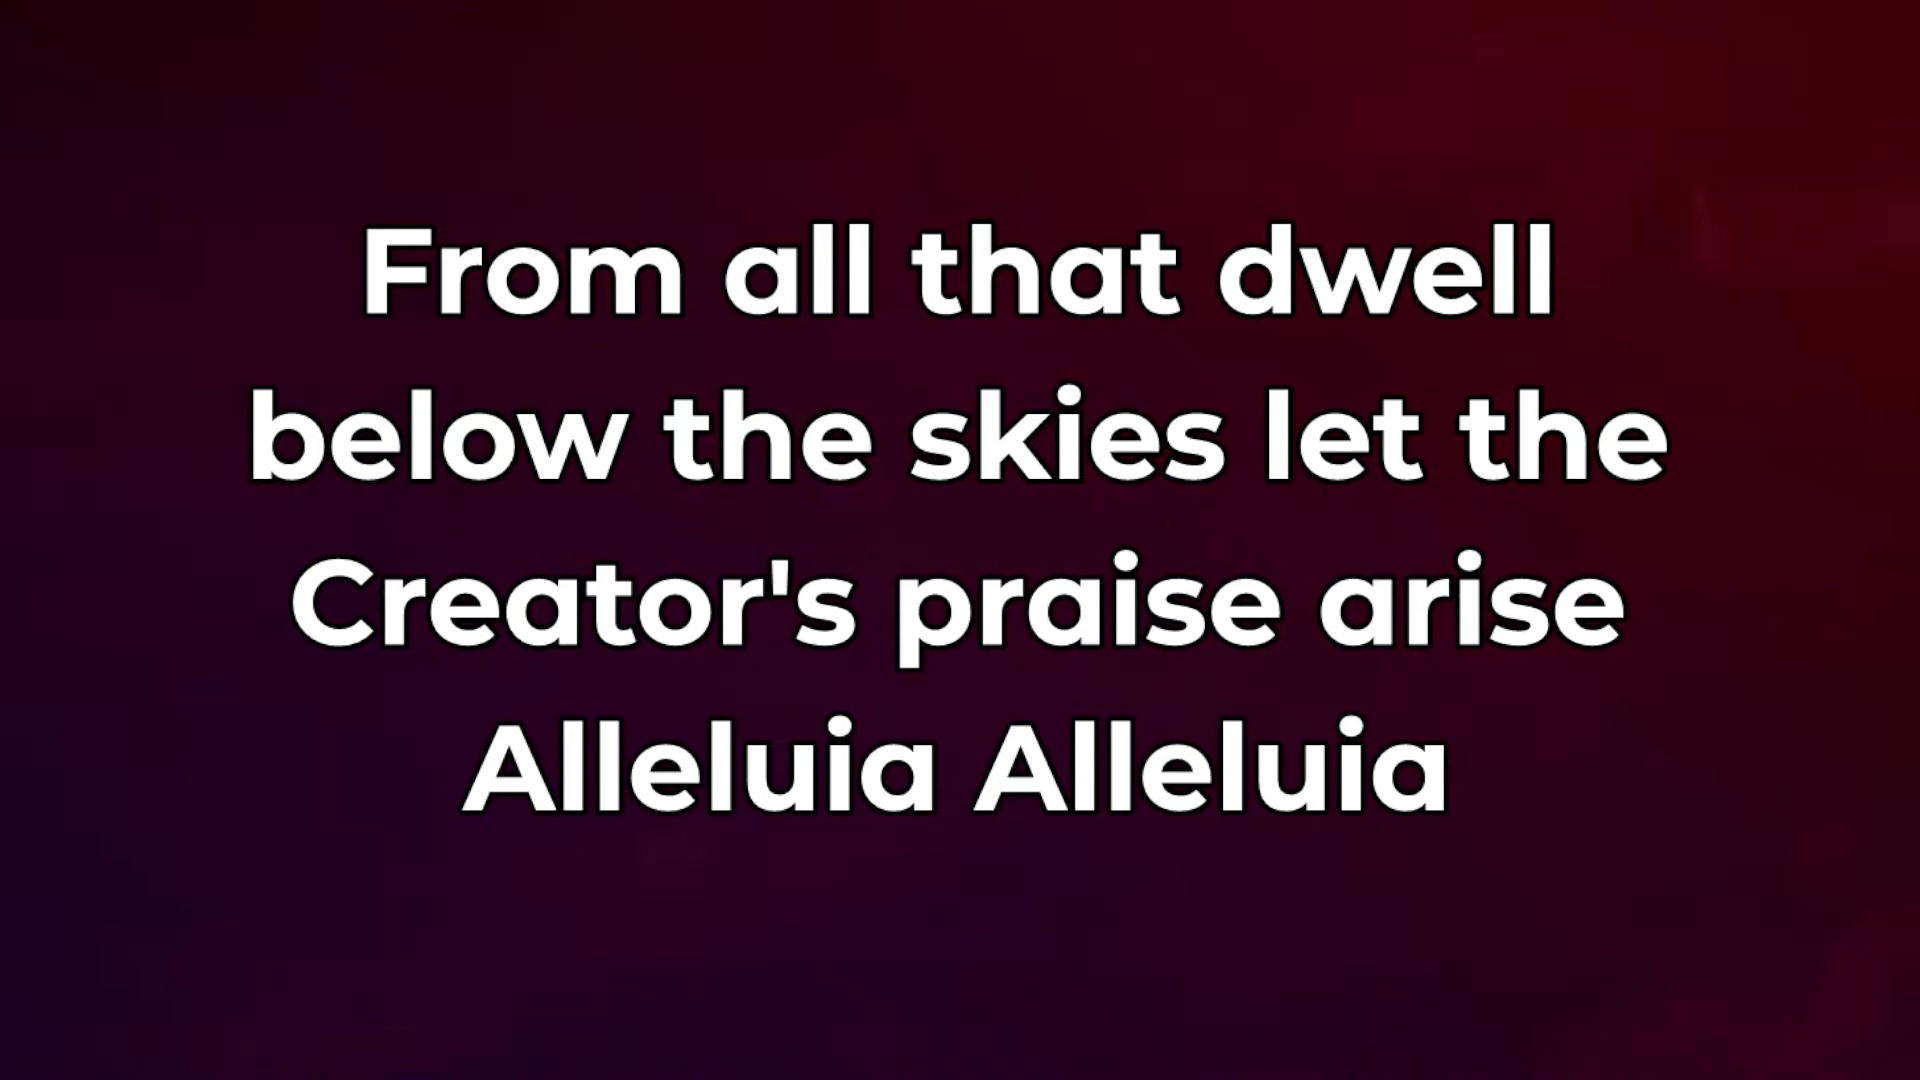 From all that dwell
below the skies let the
Creator's praise arise
Alleluia Alleluia